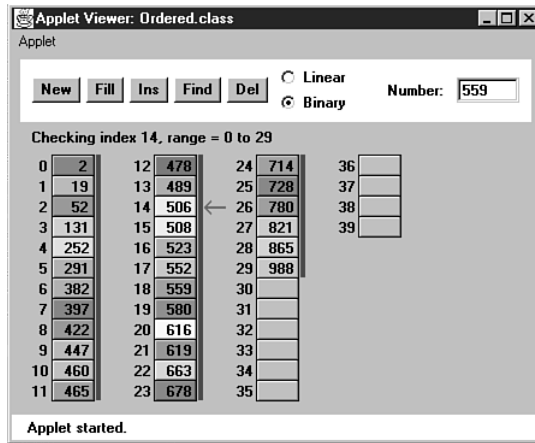 Applet Viewer: Ordered.class
Applet
New Fill Ins Find Del Linear Binary Number: 559
Checking index 14, range = 0 to 29
0 2 12 478 24 714 36
1 19 13 489 25 728 37
2 52 14 506 26 780 38
3 131 15 508 27 821 39
4 252 16 523 28 865
5 291 17 552 29 988
6 382 18 559 30
7 397 19 580 31
8 422 20 616 32
9 447 21 619 33
10 460 22 663 34
11 465 23 678 35
Applet started.